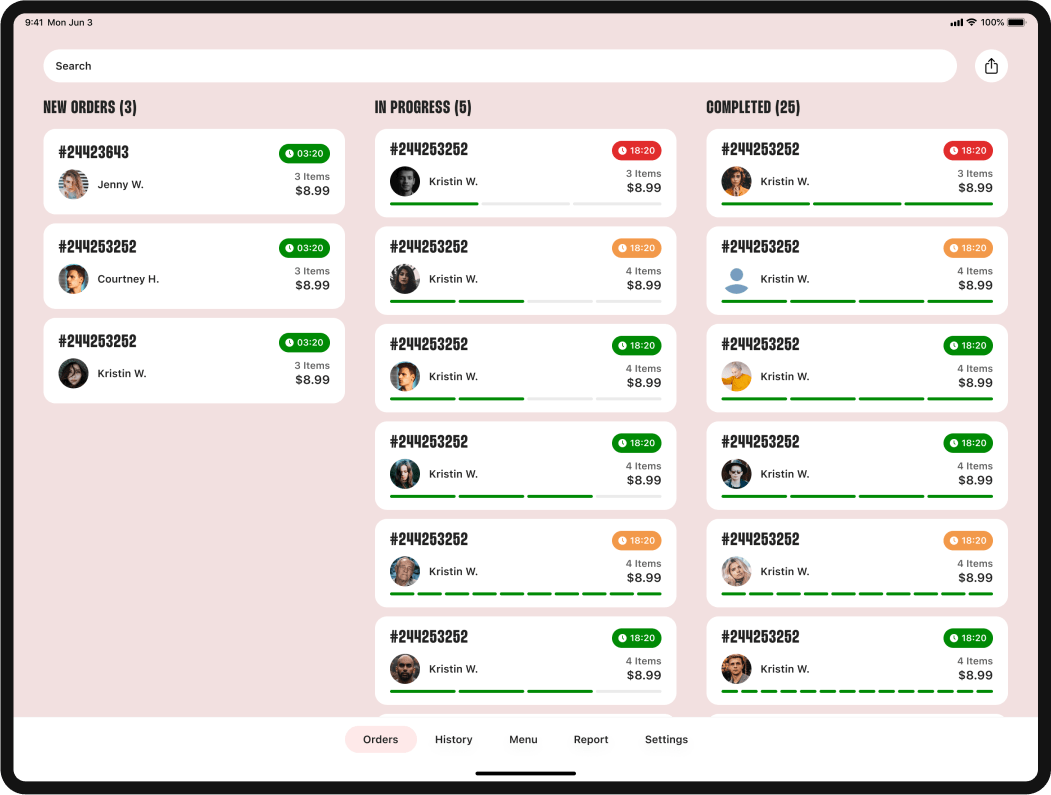 9:41 Mon Jun 3
100%
Search
NEW ORDERS (3)
#24423643
03:20
Jenny W.
3 Items
$8.99
#244253252
03:20
Courtney H.
3 Items
$8.99
#244253252
03:20
Kristin W.
3 Items
$8.99
IN PROGRESS (5)
#244253252
18:20
Kristin W.
3 Items
$8.99
#244253252
18:20
Kristin W.
4 Items
$8.99
#244253252
18:20
Kristin W.
4 Items
$8.99
#244253252
18:20
Kristin W.
4 Items
$8.99
#244253252
18:20
Kristin W.
4 Items
$8.99
#244253252
18:20
Kristin W.
4 Items
$8.99
COMPLETED (25)
#244253252
18:20
Kristin W.
3 Items
$8.99
#244253252
18:20
Kristin W.
4 Items
$8.99
#244253252
18:20
Kristin W.
4 Items
$8.99
#244253252
18:20
Kristin W.
4 Items
$8.99
#244253252
18:20
Kristin W.
4 Items
$8.99
#244253252
18:20
Kristin W.
4 Items
$8.99
Orders
History
Menu
Report
Settings